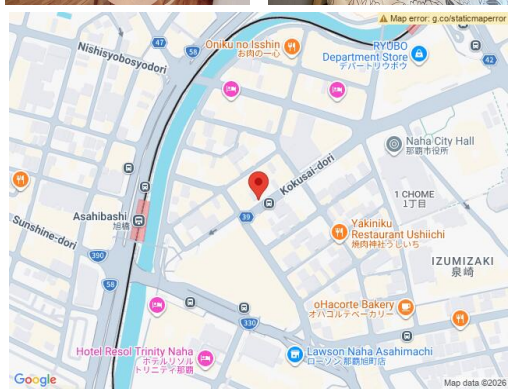 Map error: g.co/staticmaperror
47
58
Oniku no Isshin
お肉の一心
Nishisyobosyodori
RYUBO
Department Store
デパートリウボウ
42
Naha City Hall
那覇市役所
Kokusai-dori
1 CHOME
1丁目
39
Asahibashi
旭橋
Yakiniku
Restaurant Ushiichi
焼肉神社うしいち
Sunshine-dori
390
58
IZUMIZAKI
泉崎
oHacorte Bakery
オハコルテベーカリー
330
Hotel Resol Trinity Naha
ホテルリソル
トリニティ那覇
Lawson Naha Asahimachi
ローソン那覇旭町店
Google
Map data ©2026